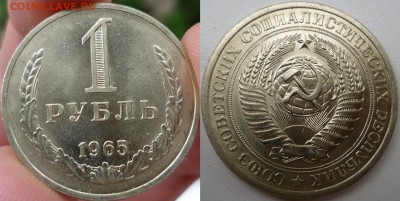 COINSLAVE.RU
1
РУБЛЬ
1965
СОЮЗ СОВЕТСКИХ СОЦИАЛИСТИЧЕСКИХ РЕСПУБЛИК